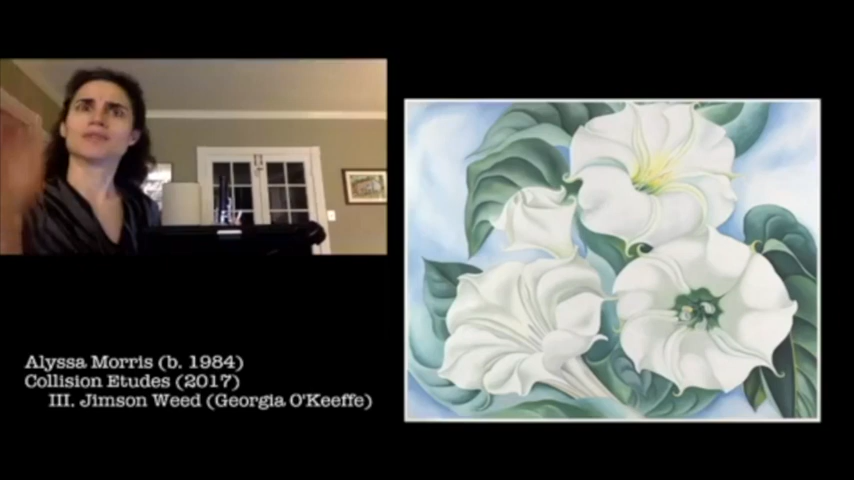 Alyssa Morris (b. 1984)
Collision Etudes (2017)
III. Jimson Weed (Georgia O'Keeffe)